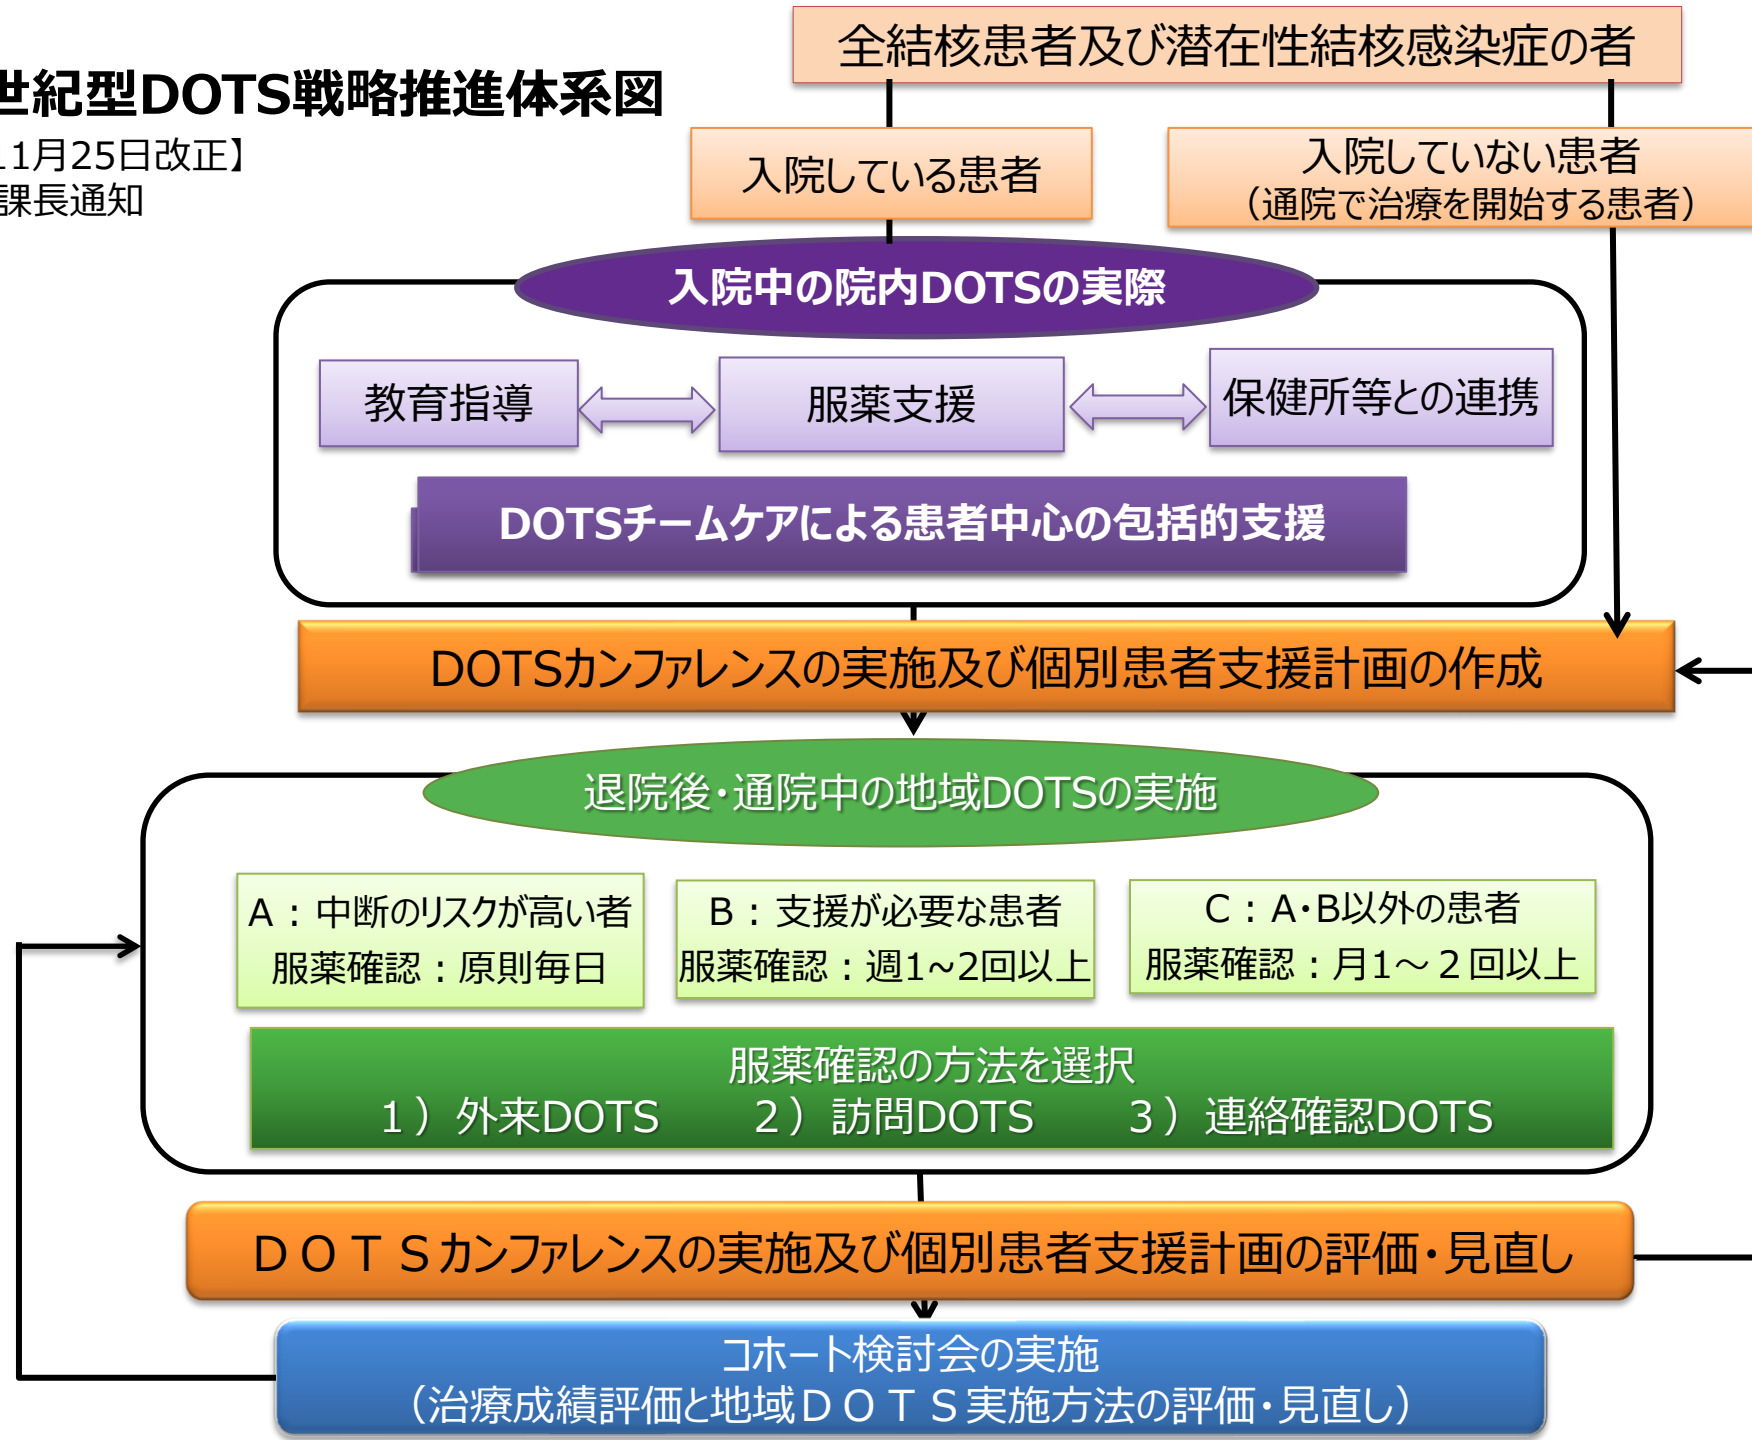 全結核患者及び潜在性結核感染症の者
世紀型DOTS戦略推進体系図
11月25日改正】
課長通知
入院している患者
入院していない患者
（通院で治療を開始する患者）
入院中の院内DOTSの実際
教育指導
服薬支援
保健所等との連携
DOTSチームケアによる患者中心の包括的支援
DOTSカンファレンスの実施及び個別患者支援計画の作成
退院後・通院中の地域DOTSの実施
A：中断のリスクが高い者
服薬確認：原則毎日
B：支援が必要な患者
服薬確認：週1~2回以上
C：A・B以外の患者
服薬確認：月1～２回以上
服薬確認の方法を選択
１）外来DOTS　　２）訪問DOTS　　３）連絡確認DOTS
ＤＯＴＳカンファレンスの実施及び個別患者支援計画の評価・見直し
コホート検討会の実施
（治療成績評価と地域ＤＯＴＳ実施方法の評価・見直し）